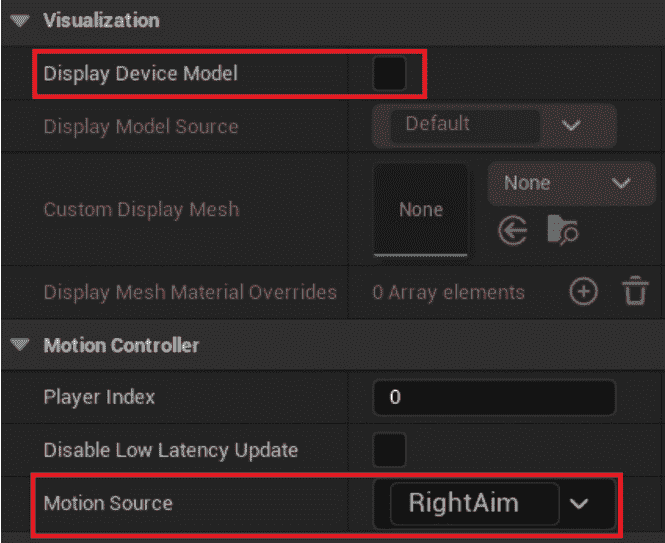 Visualization
Display Device Model
Display Model Source Default
Custom Display Mesh None None
Display Mesh Material Overrides 0 Array elements
Motion Controller
Player Index 0
Disable Low Latency Update
Motion Source RightAim